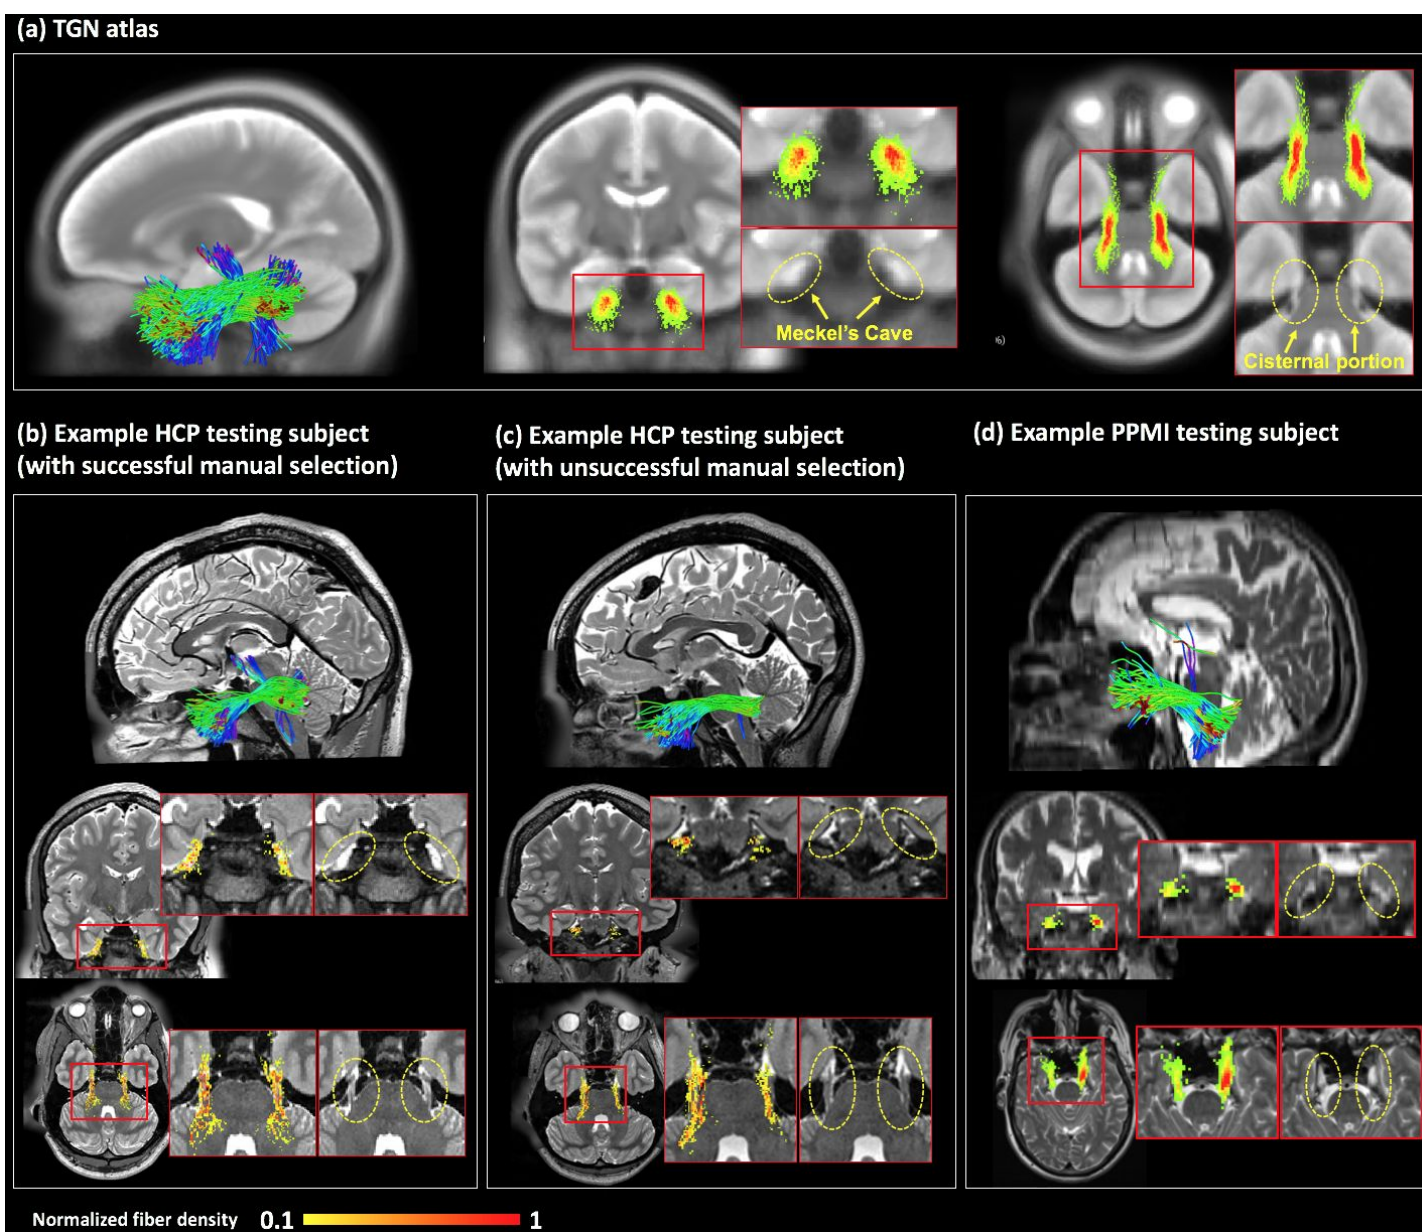 (a) TGN atlas
Meckel's Cave
Cisternal portion
(b) Example HCP testing subject
(with successful manual selection)
(c) Example HCP testing subject
(with unsuccessful manual selection)
(d) Example PPMI testing subject
Normalized fiber density 0.1 1